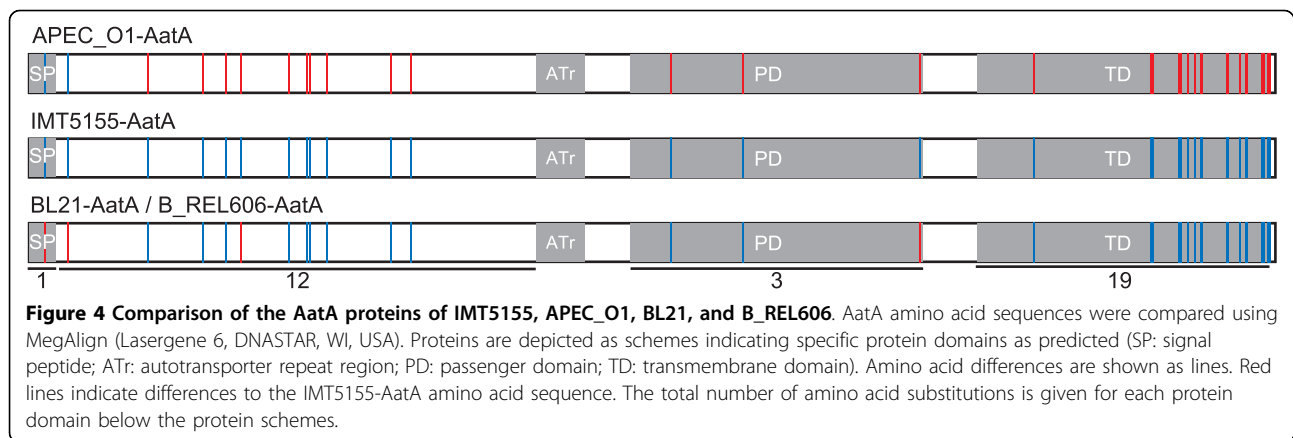 APEC_O1-AatA
SP ATr PD TD
IMT5155-AatA
SP ATr PD TD
BL21-AatA / B_REL606-AatA
SP ATr PD TD
1 12 3 19
Figure 4 Comparison of the AatA proteins of IMT5155, APEC_O1, BL21, and B_REL606. AatA amino acid sequences were compared using
MegAlign (Lasergene 6, DNASTAR, WI, USA). Proteins are depicted as schemes indicating specific protein domains as predicted (SP: signal
peptide; ATr: autotransporter repeat region; PD: passenger domain; TD: transmembrane domain). Amino acid differences are shown as lines. Red
lines indicate differences to the IMT5155-AatA amino acid sequence. The total number of amino acid substitutions is given for each protein
domain below the protein schemes.